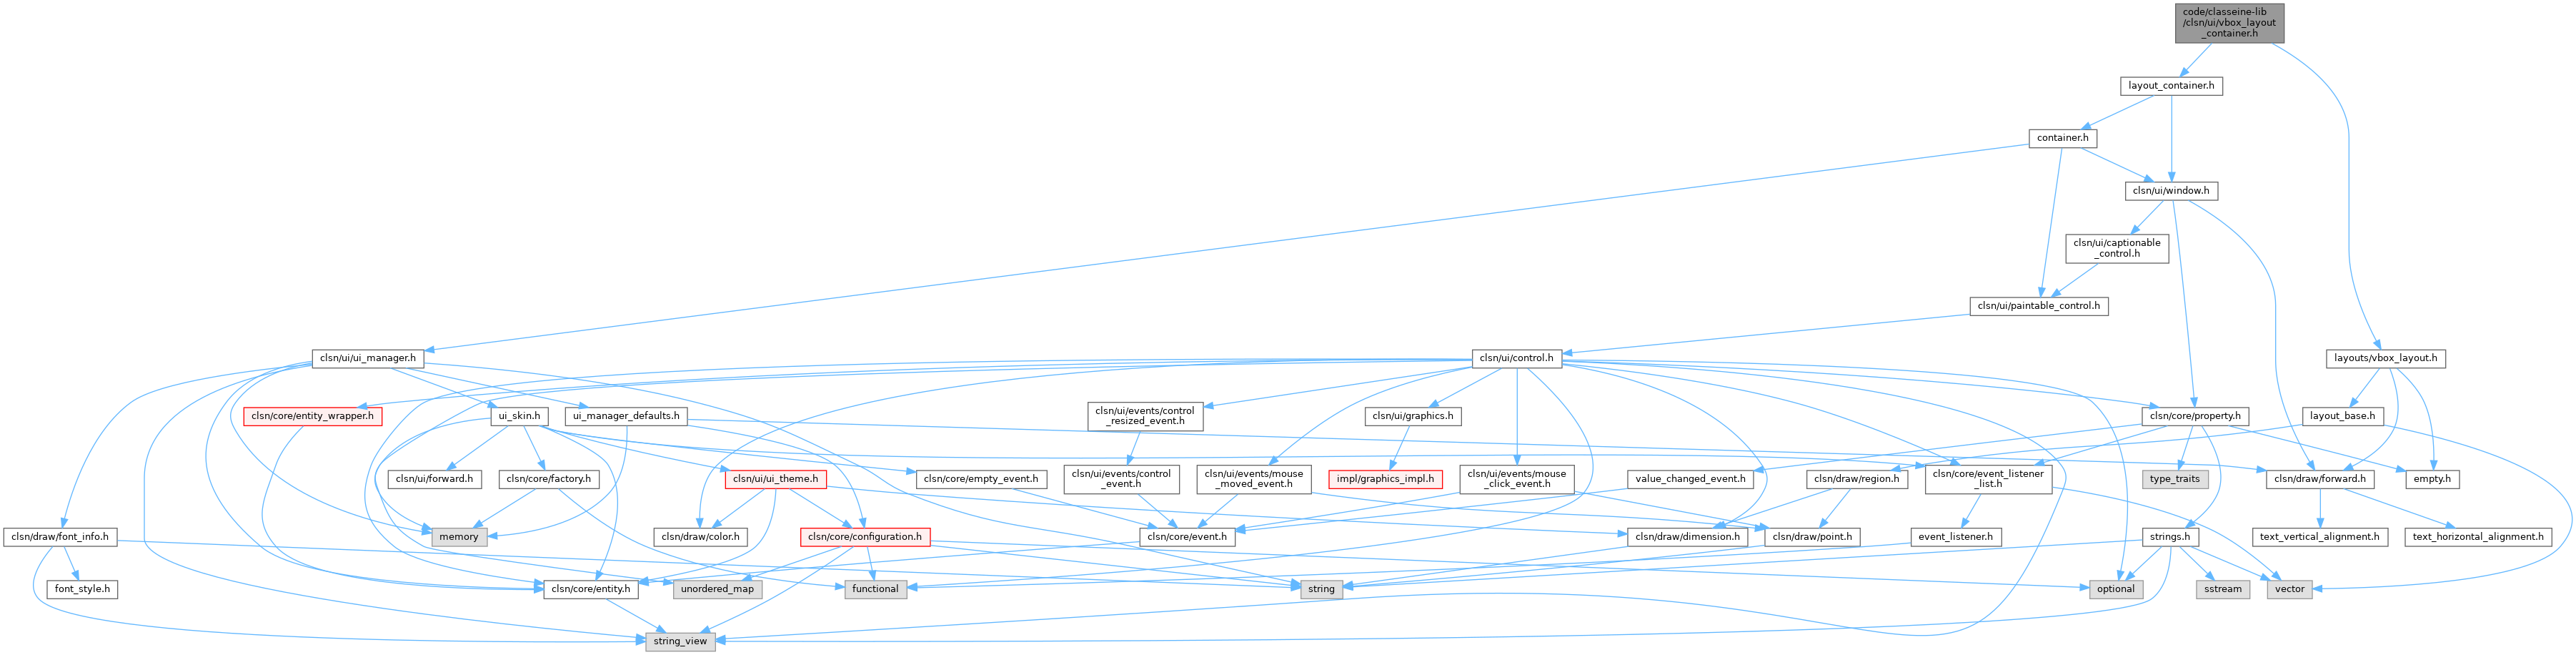 code/classeine-lib
/clsn/ui/vbox_layout
_container.h
layout_container.h
container.h
clsn/ui/window.h
clsn/ui/captionable
_control.h
clsn/ui/paintable_control.h
clsn/ui/ui_manager.h
clsn/ui/control.h
layouts/vbox_layout.h
clsn/core/entity_wrapper.h
ui_skin.h
ui_manager_defaults.h
clsn/ui/events/control
_resized_event.h
clsn/ui/graphics.h
clsn/core/property.h
layout_base.h
clsn/ui/forward.h
clsn/core/factory.h
clsn/ui/ui_theme.h
clsn/core/empty_event.h
clsn/ui/events/control
_event.h
clsn/ui/events/mouse
_moved_event.h
impl/graphics_impl.h
clsn/ui/events/mouse
_click_event.h
value_changed_event.h
clsn/draw/region.h
clsn/core/event_listener
_list.h
type_traits
clsn/draw/forward.h
empty.h
clsn/draw/font_info.h
memory
clsn/draw/color.h
clsn/core/configuration.h
clsn/core/event.h
clsn/draw/dimension.h
clsn/draw/point.h
event_listener.h
strings.h
text_vertical_alignment.h
text_horizontal_alignment.h
font_style.h
clsn/core/entity.h
unordered_map
functional
string
optional
sstream
vector
string_view